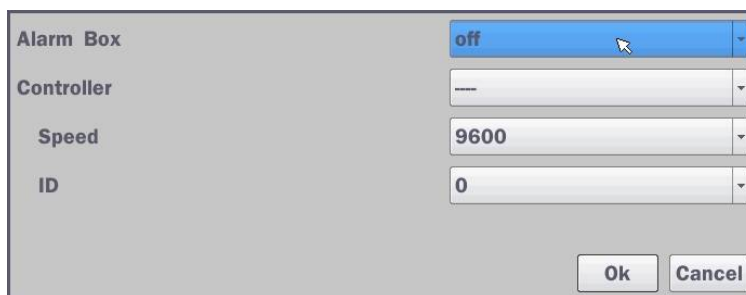 Alarm Box off
Controller ----
Speed 9600
ID 0
Ok Cancel